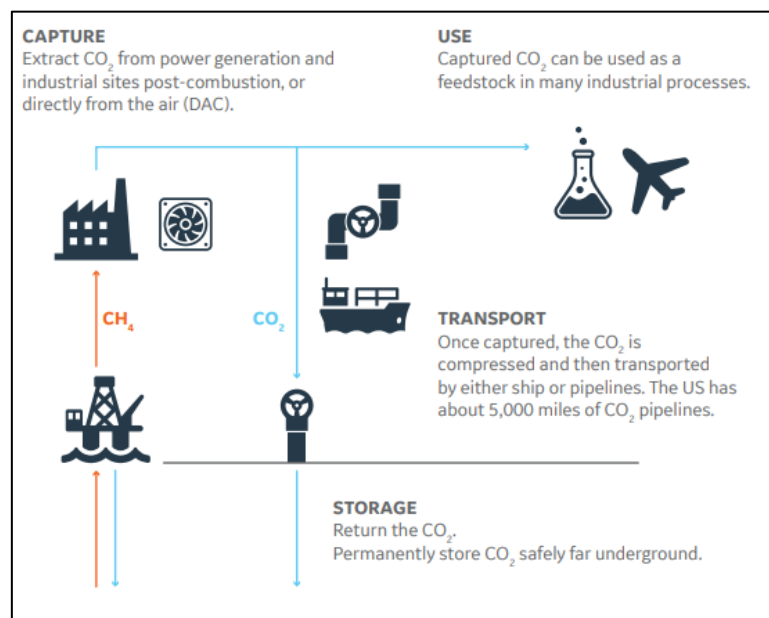 CAPTURE
Extract CO₂ from power generation and
industrial sites post-combustion, or
directly from the air (DAC).
USE
Captured CO₂ can be used as a
feedstock in many industrial processes.
CH₄
CO₂
TRANSPORT
Once captured, the CO₂ is
compressed and then transported
by either ship or pipelines. The US has
about 5,000 miles of CO₂ pipelines.
STORAGE
Return the CO₂.
Permanently store CO₂ safely far underground.